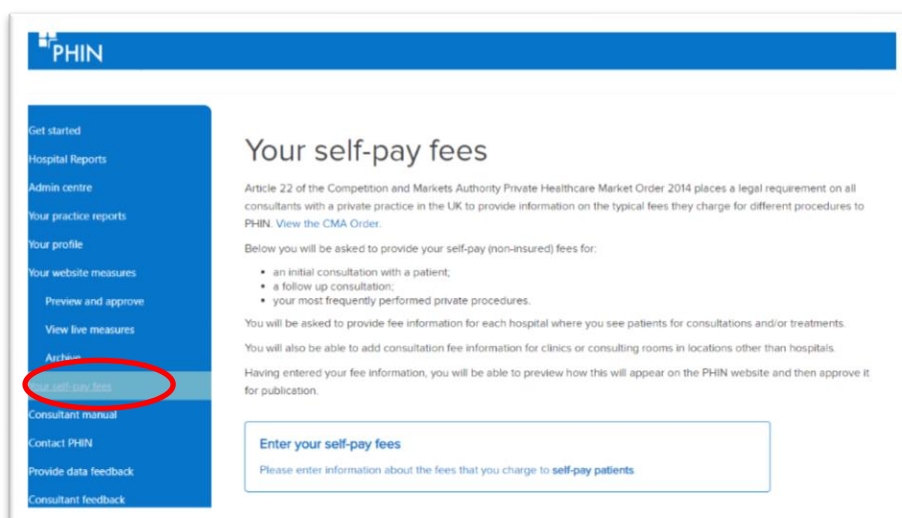 PHIN
Get started
Hospital Reports
Admin centre
Your practice reports
Your profile
Your website measures
Preview and approve
View live measures
Archive
Your self-pay fees
Consultant manual
Contact PHIN
Provide data feedback
Consultant feedback
Your self-pay fees
Article 22 of the Competition and Markets Authority Private Healthcare Market Order 2014 places a legal requirement on all
consultants with a private practice in the UK to provide information on the typical fees they charge for different procedures to
PHIN. View the CMA Order.
Below you will be asked to provide your self-pay (non-insured) fees for:
• an initial consultation with a patient;
• a follow up consultation;
• your most frequently performed private procedures.
You will be asked to provide fee information for each hospital where you see patients for consultations and/or treatments.
You will also be able to add consultation fee information for clinics or consulting rooms in locations other than hospitals.
Having entered your fee information, you will be able to preview how this will appear on the PHIN website and then approve it
for publication.
Enter your self-pay fees
Please enter information about the fees that you charge to self-pay patients